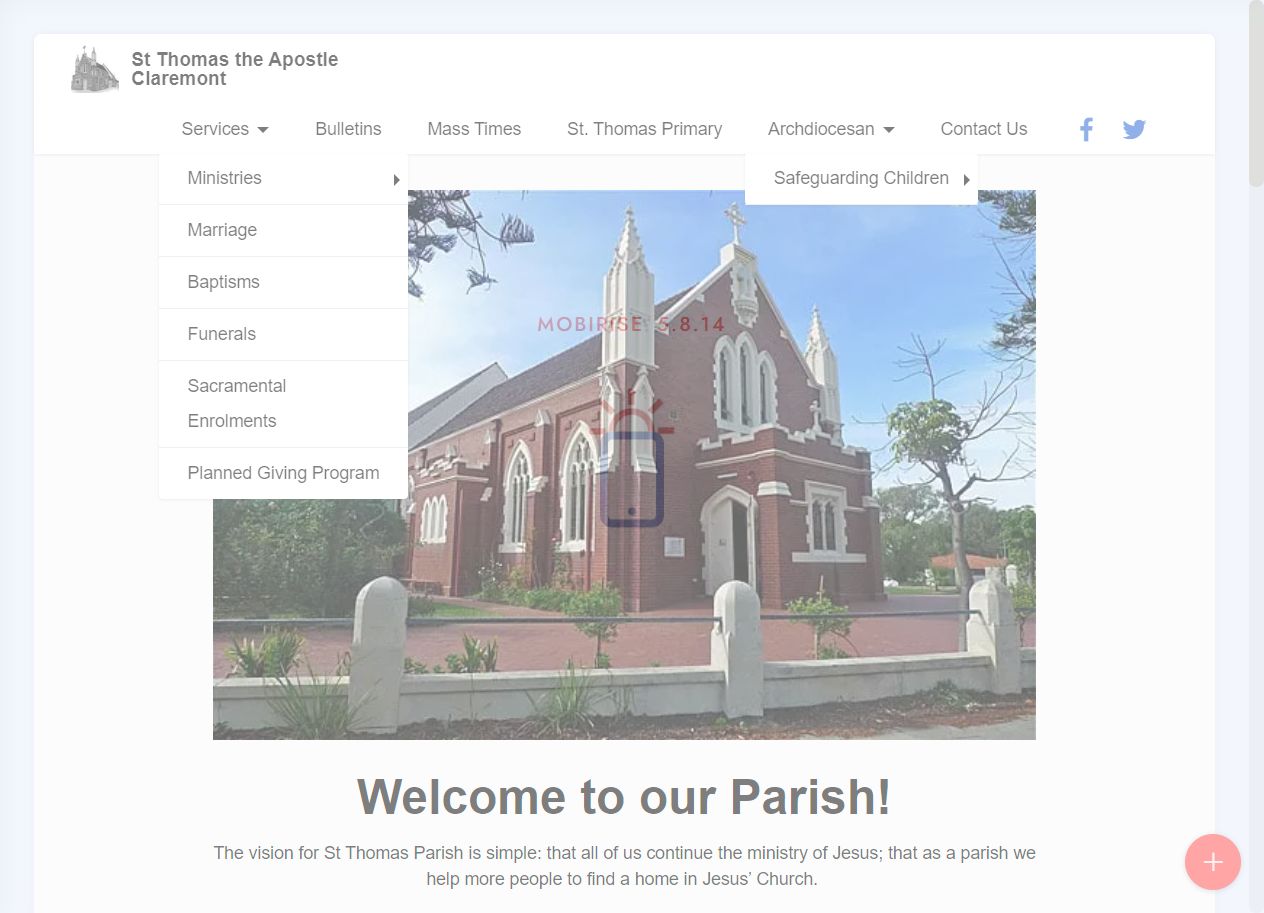 St Thomas the Apostle
Claremont
Services
Bulletins
Mass Times
St. Thomas Primary
Archdiocesan
Contact Us
Ministries
Marriage
Baptisms
Funerals
Sacramental
Enrolments
Planned Giving Program
Safeguarding Children
MOBIRISE 5.8.14
Welcome to our Parish!
The vision for St Thomas Parish is simple: that all of us continue the ministry of Jesus; that as a parish we
help more people to find a home in Jesus’ Church.